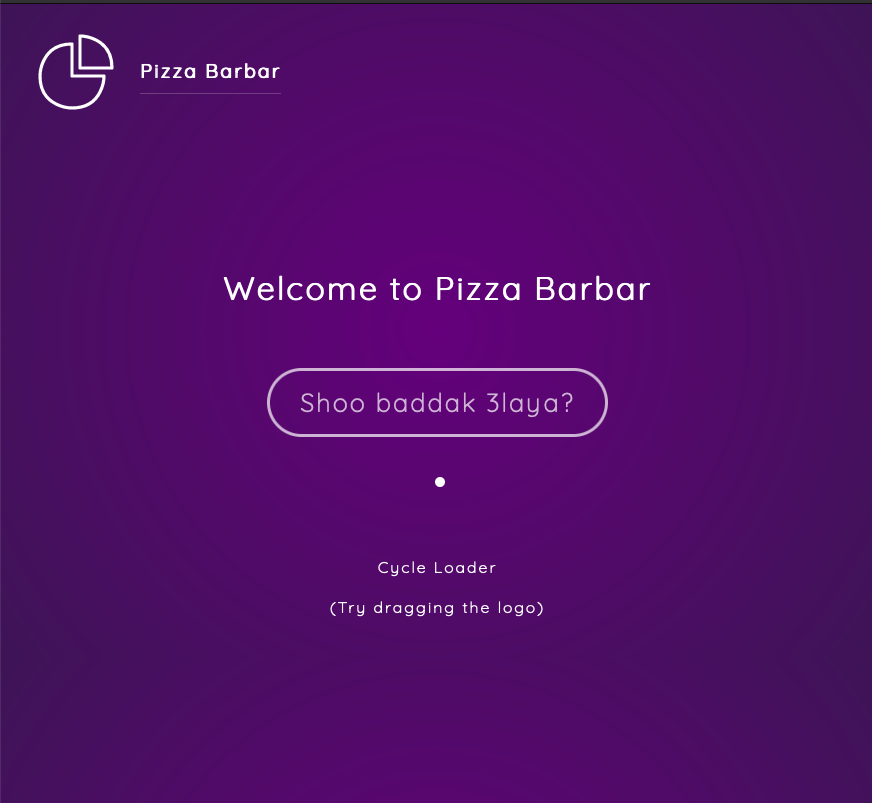 Pizza Barbar
Welcome to Pizza Barbar
Shoo baddak 3laya?
Cycle Loader
(Try dragging the logo)